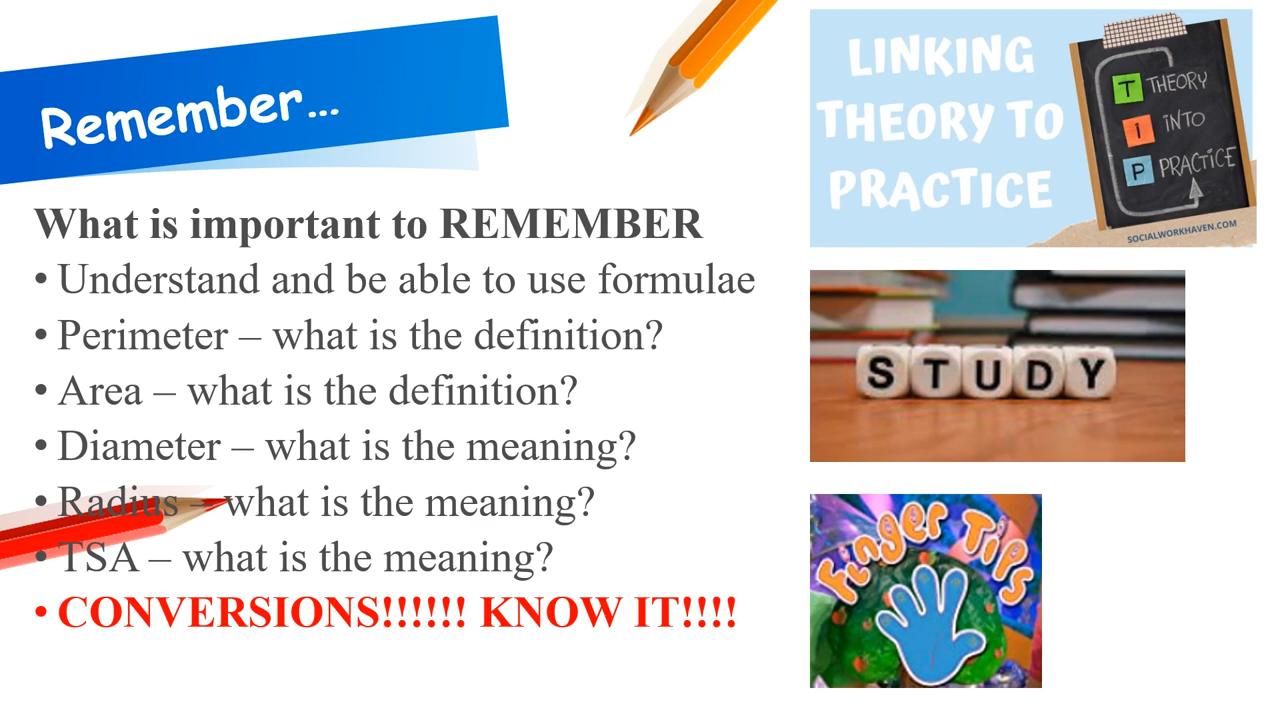 Remember...
What is important to REMEMBER
• Understand and be able to use formulae
• Perimeter – what is the definition?
• Area – what is the definition?
• Diameter – what is the meaning?
• Radius – what is the meaning?
• TSA – what is the meaning?
• CONVERSIONS!!!!!! KNOW IT!!!!
LINKING
THEORY TO
PRACTICE
T THEORY
I INTO
P PRACTICE
SOCIALWORKHAVEN.COM
STUDY
Finger Tips